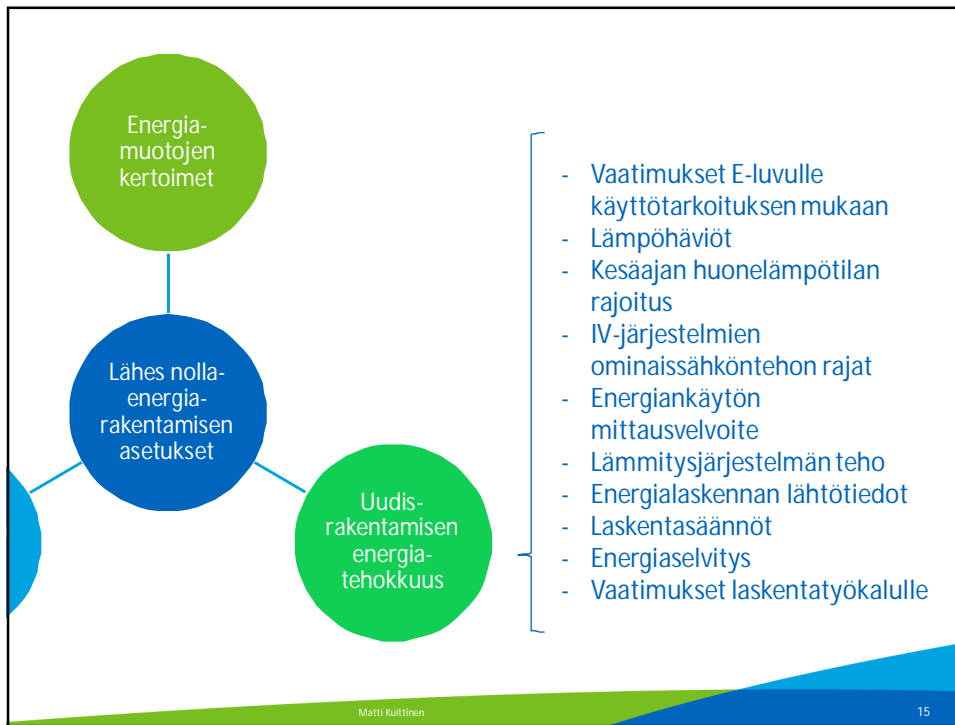 Energia-
muotojen
kertoimet
Lähes nolla-
energia-
rakentamisen
asetukset
Uudis-
rakentamisen
energia-
tehokkuus
- Vaatimukset E-luvulle
käyttötarkoituksen mukaan
- Lämpöhäviöt
- Kesäajan huonelämpötilan
rajoitus
- IV-järjestelmien
ominaissähköntehon rajat
- Energiankäytön
mittausvelvoite
- Lämmitysjärjestelmän teho
- Energialaskennan lähtötiedot
- Laskentasäännöt
- Energiaselvitys
- Vaatimukset laskentatyökalulle
Matti Kuittinen
15